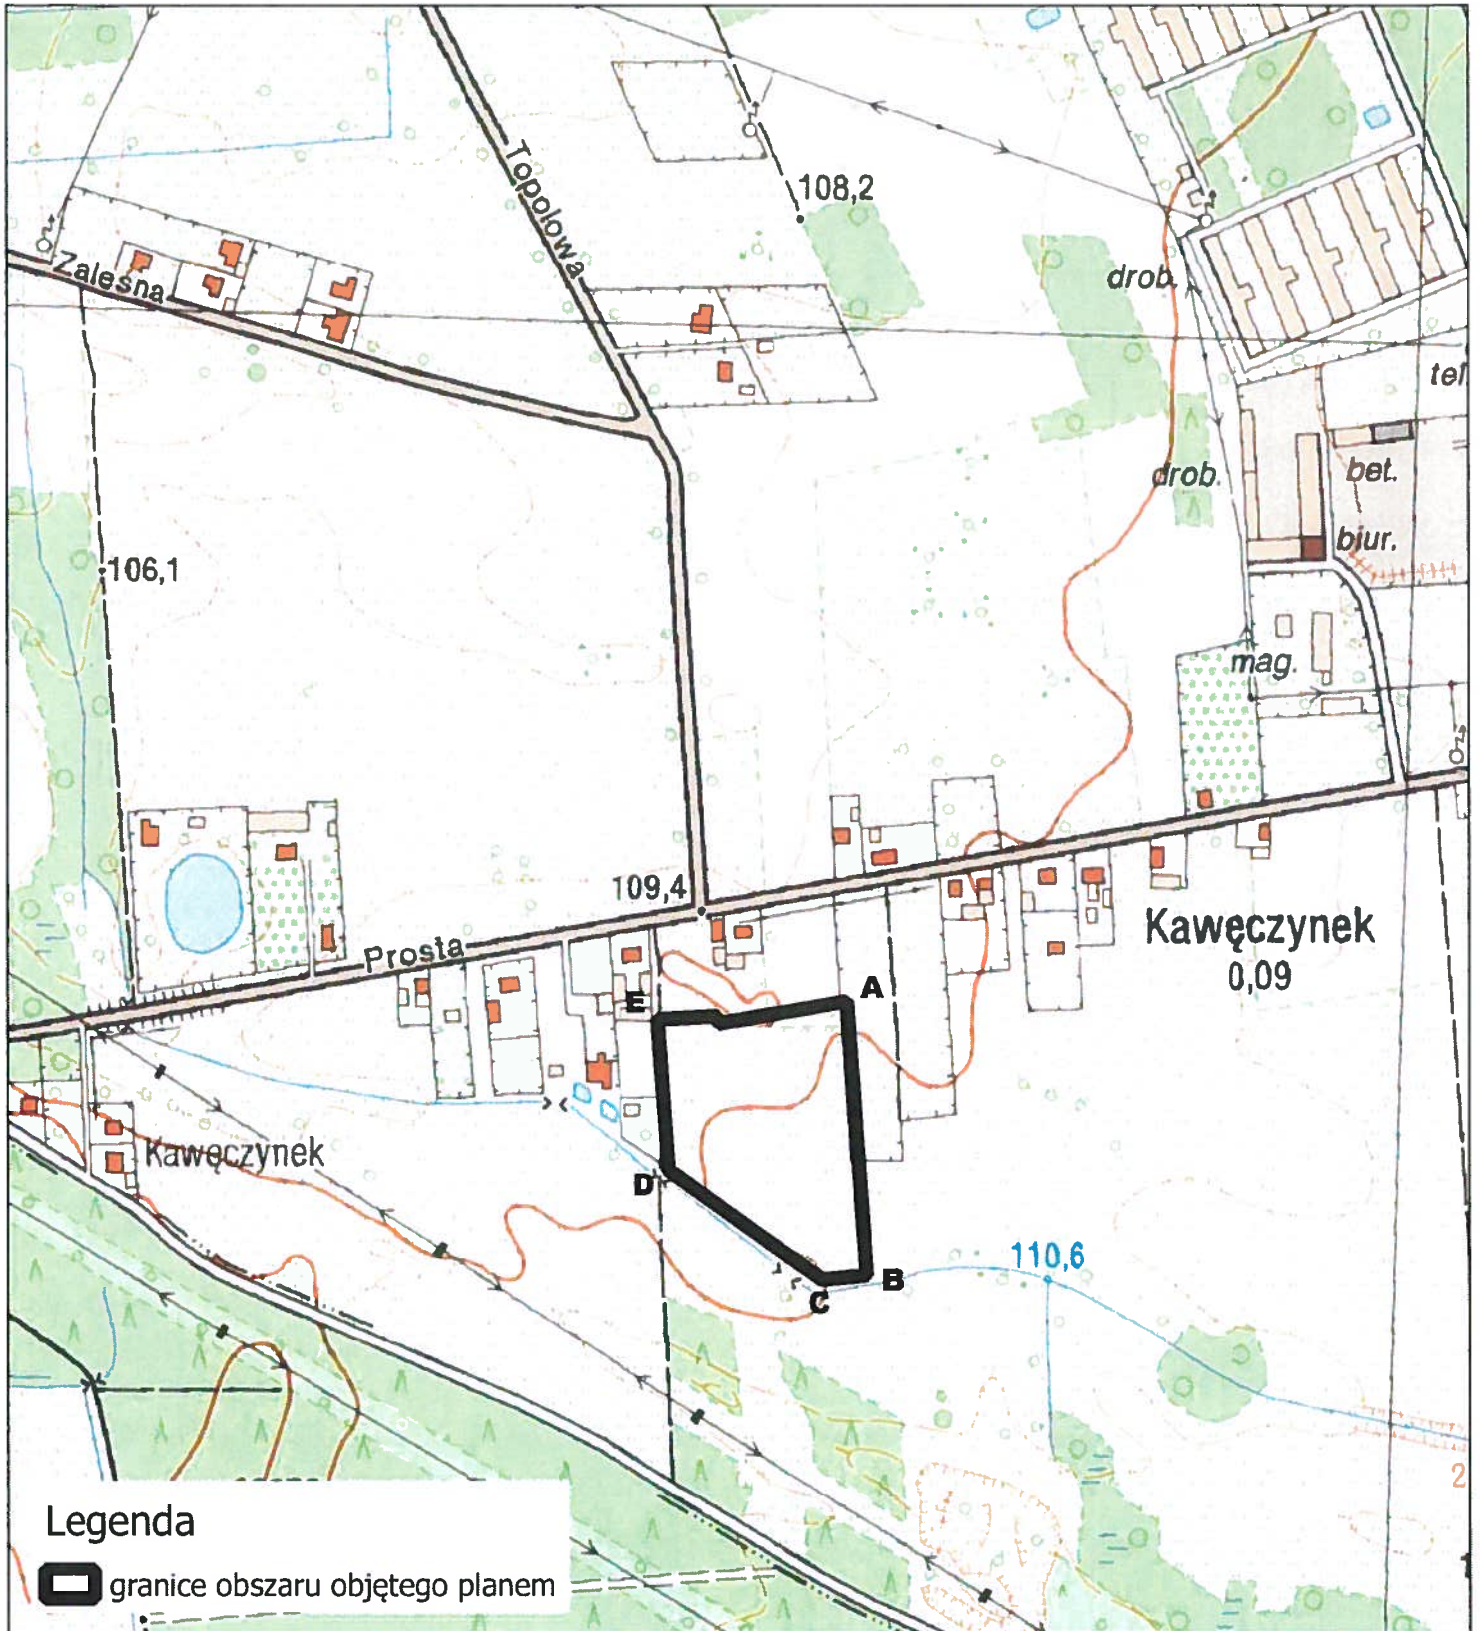 Topolowa
108,2
Zalesna
drob.
tel.
drob.
bet.
biur.
106,1
mag.
109,4
Prosta
Kawęczynek
0,09
A
E
Kawęczynek
D
110,6
B
C
2
Legenda
granice obszaru objętego planem